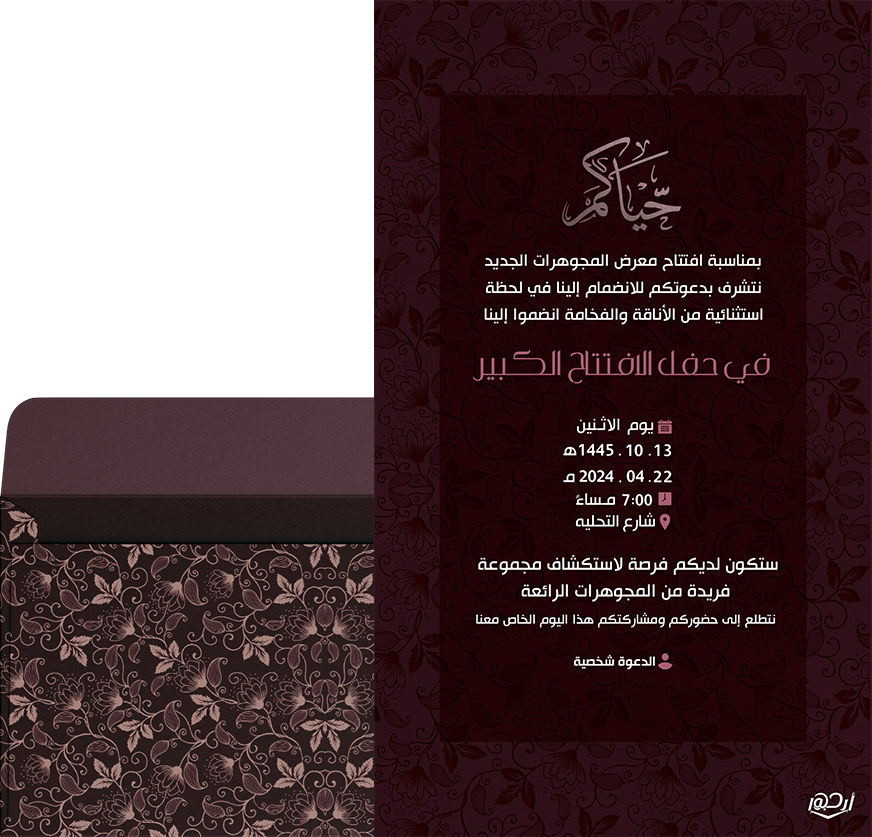 حيّاكم
بمناسبة افتتاح معرض المجوهرات الجديد
نتشرف بدعوتكم للانضمام إلينا في لحظة
استثنائية من الأناقة والفخامة انضموا إلينا
في حفل الافتتاح الكبير
يوم الاثنين
13. 10 . 1445هـ
22. 04 . 2024 م
7:00 مساءً
شارع التحليه
ستكون لديكم فرصة لاستكشاف مجموعة
فريدة من المجوهرات الرائعة
نتطلع إلى حضوركم ومشاركتكم هذا اليوم الخاص معنا
الدعوة شخصية